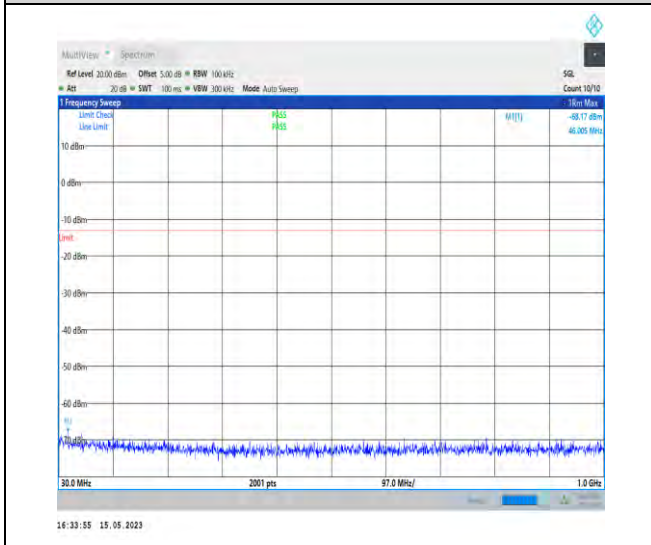 MultiView Spectrum
Ref Level 20.00 dBm Offset 5.00 dB RBW 100 kHz SGL
Att 20 dB SWT 100 ms VBW 300 kHz Mode Auto Sweep Count 10/10
1 Frequency Sweep 1Rm Max
Limit Check PASS M1[1] -68.17 dBm
Line Limit PASS 46.005 MHz
10 dBm
0 dBm
-10 dBm
Limit
-20 dBm
-30 dBm
-40 dBm
-50 dBm
-60 dBm
M1
-70 dBm
30.0 MHz 2001 pts 97.0 MHz/ 1.0 GHz
16:33:55 15.05.2023